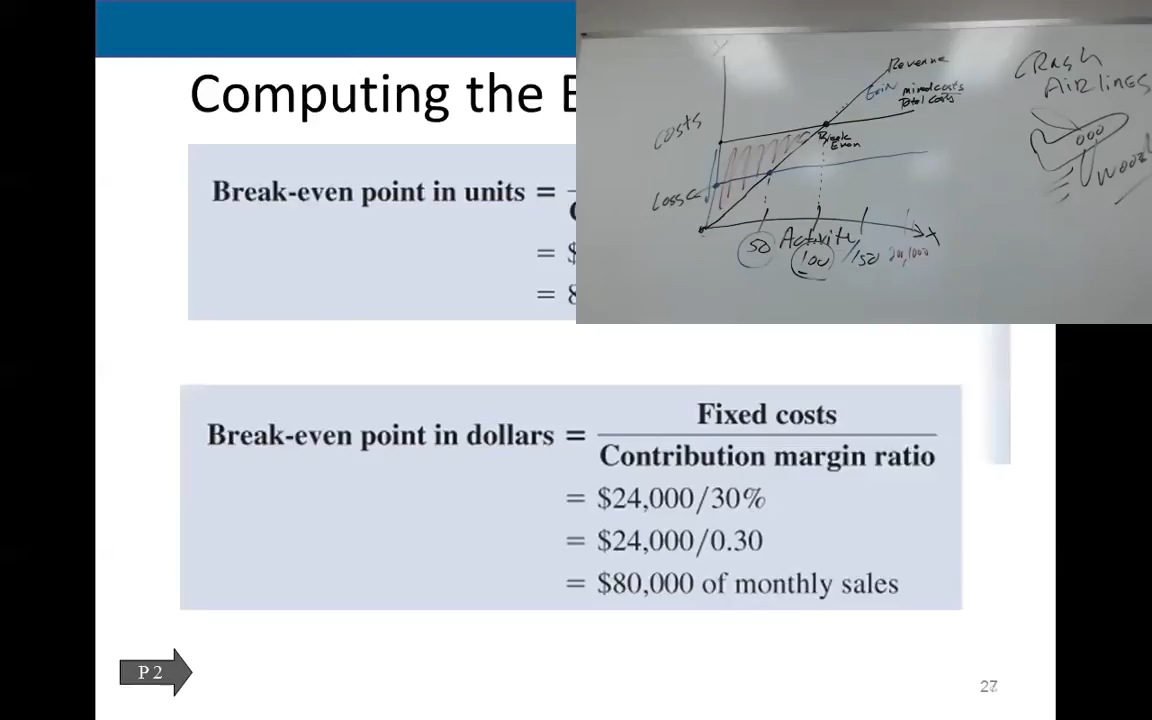 Computing the
Break-even point in units =
= $
= 8
Revenue
Gain
mixed costs
Total costs
Costs
Break
Even
Loss
50
Activity
100
150
X
Crash
Airlines
Wood
Break-even point in dollars = Fixed costs
Contribution margin ratio
= $24,000/30%
= $24,000/0.30
= $80,000 of monthly sales
P 2
27